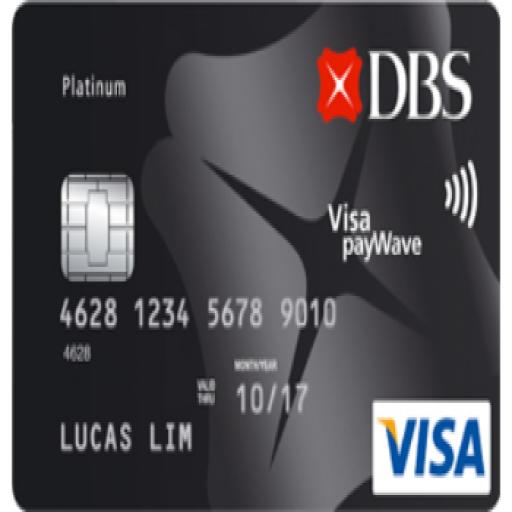 Platinum
DBS
Visa
payWave
4628 1234 5678 9010
4628
MONTH/YEAR
VALID
THRU
10/17
LUCAS LIM
VISA